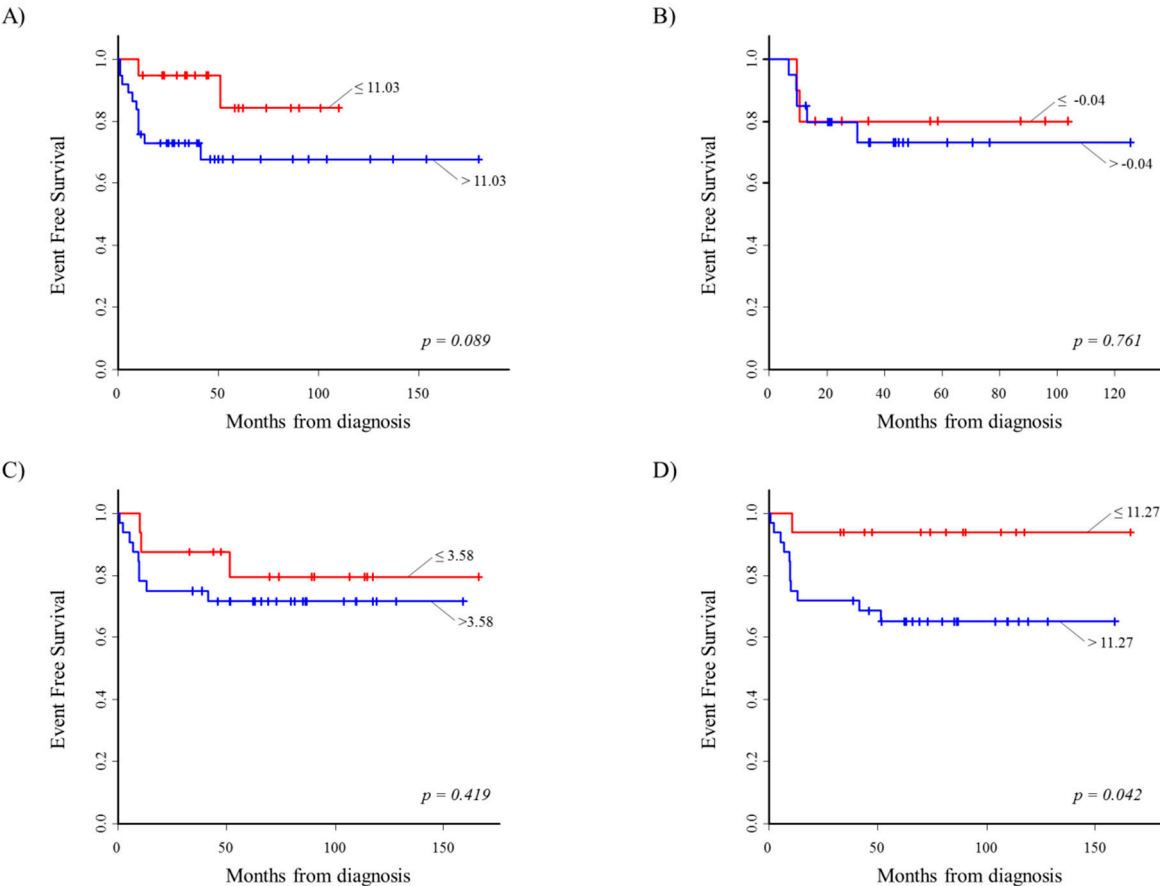 A)
Event Free Survival
1.0
0.8
0.6
0.4
0.2
0.0
≤ 11.03
> 11.03
p = 0.089
0 50 100 150
Months from diagnosis
B)
Event Free Survival
1.0
0.8
0.6
0.4
0.2
0.0
≤ -0.04
> -0.04
p = 0.761
0 20 40 60 80 100 120
Months from diagnosis
C)
Event Free Survival
1.0
0.8
0.6
0.4
0.2
0.0
≤ 3.58
>3.58
p = 0.419
0 50 100 150
Months from diagnosis
D)
Event Free Survival
1.0
0.8
0.6
0.4
0.2
0.0
≤ 11.27
> 11.27
p = 0.042
0 50 100 150
Months from diagnosis